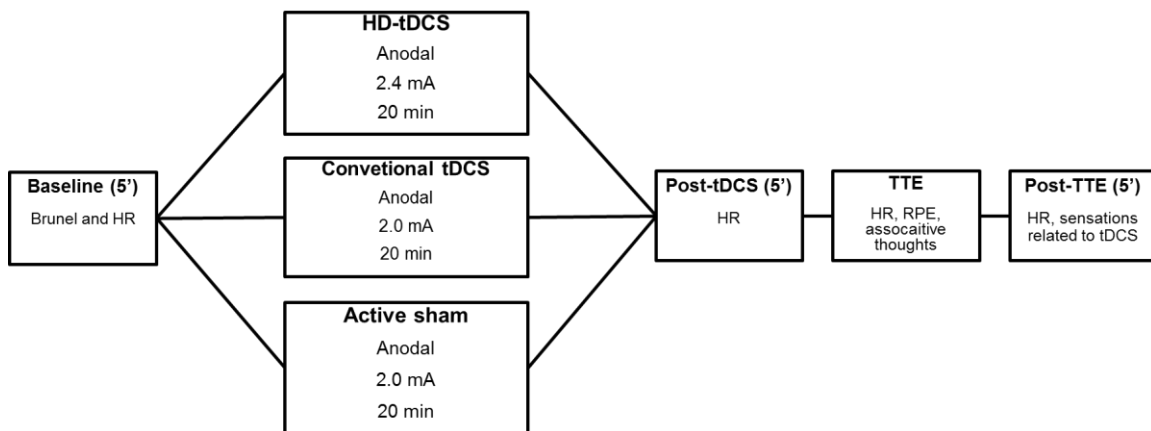 HD-tDCS
Anodal
2.4 mA
20 min
Baseline (5’)
Brunel and HR
Convetional tDCS
Anodal
2.0 mA
20 min
Active sham
Anodal
2.0 mA
20 min
Post-tDCS (5’)
HR
TTE
HR, RPE,
assocaitive
thoughts
Post-TTE (5’)
HR, sensations
related to tDCS